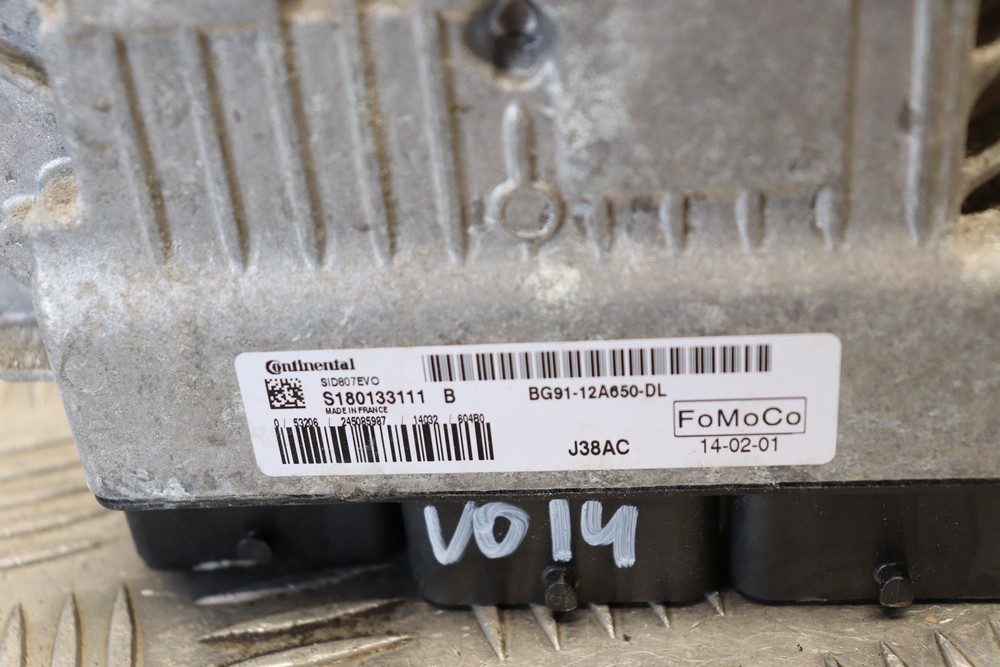 Continental
SID807EVO
S180133111 B
MADE IN FRANCE
0 / 53206 / 245085987 / 14032 / 604B0
BG91-12A650-DL
FoMoCo
J38AC
14-02-01
VO14